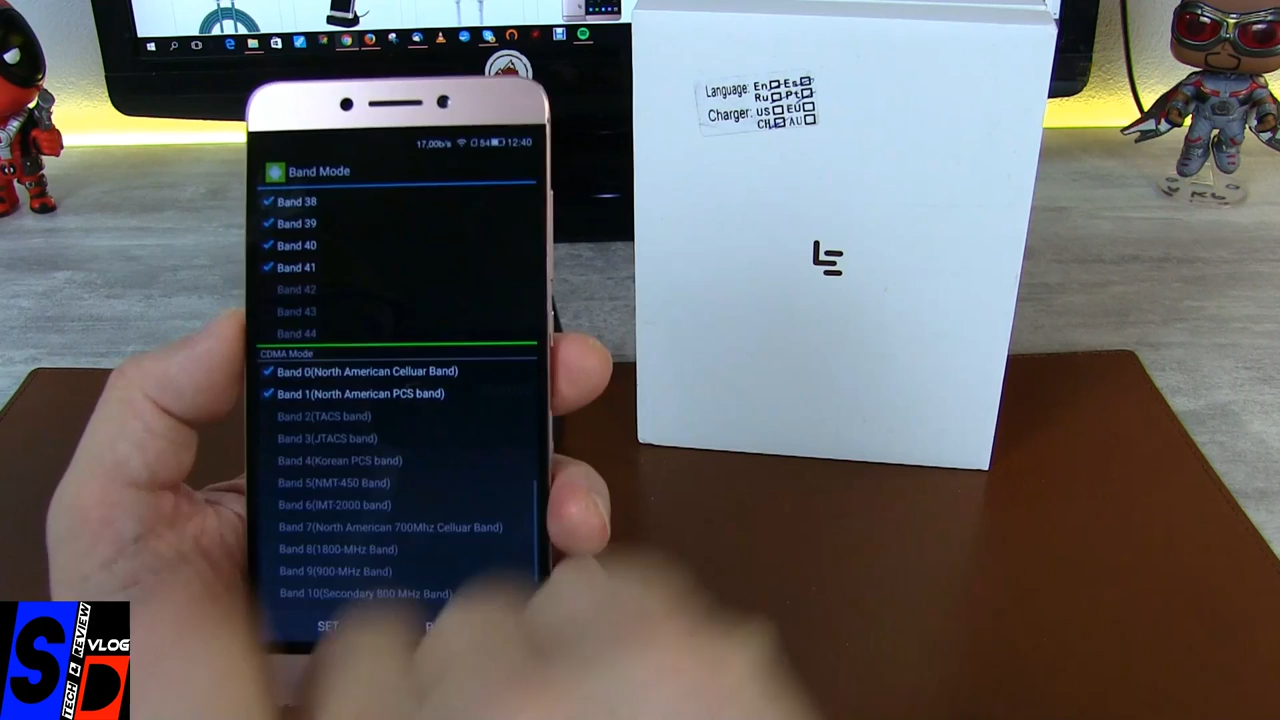 Language: En Es
Ru Pt
Charger: US EU
CH AU
17,00b/s 54 12:40
Band Mode
Band 38
Band 39
Band 40
Band 41
Band 42
Band 43
Band 44
CDMA Mode
Band 0(North American Celluar Band)
Band 1(North American PCS band)
Band 2(TACS band)
Band 3(JTACS band)
Band 4(Korean PCS band)
Band 5(NMT-450 Band)
Band 6(IMT-2000 band)
Band 7(North American 700Mhz Celluar Band)
Band 8(1800-MHz Band)
Band 9(900-MHz Band)
Band 10(Secondary 800 MHz Band)
SET
S D
TECH & REVIEW
VLOG